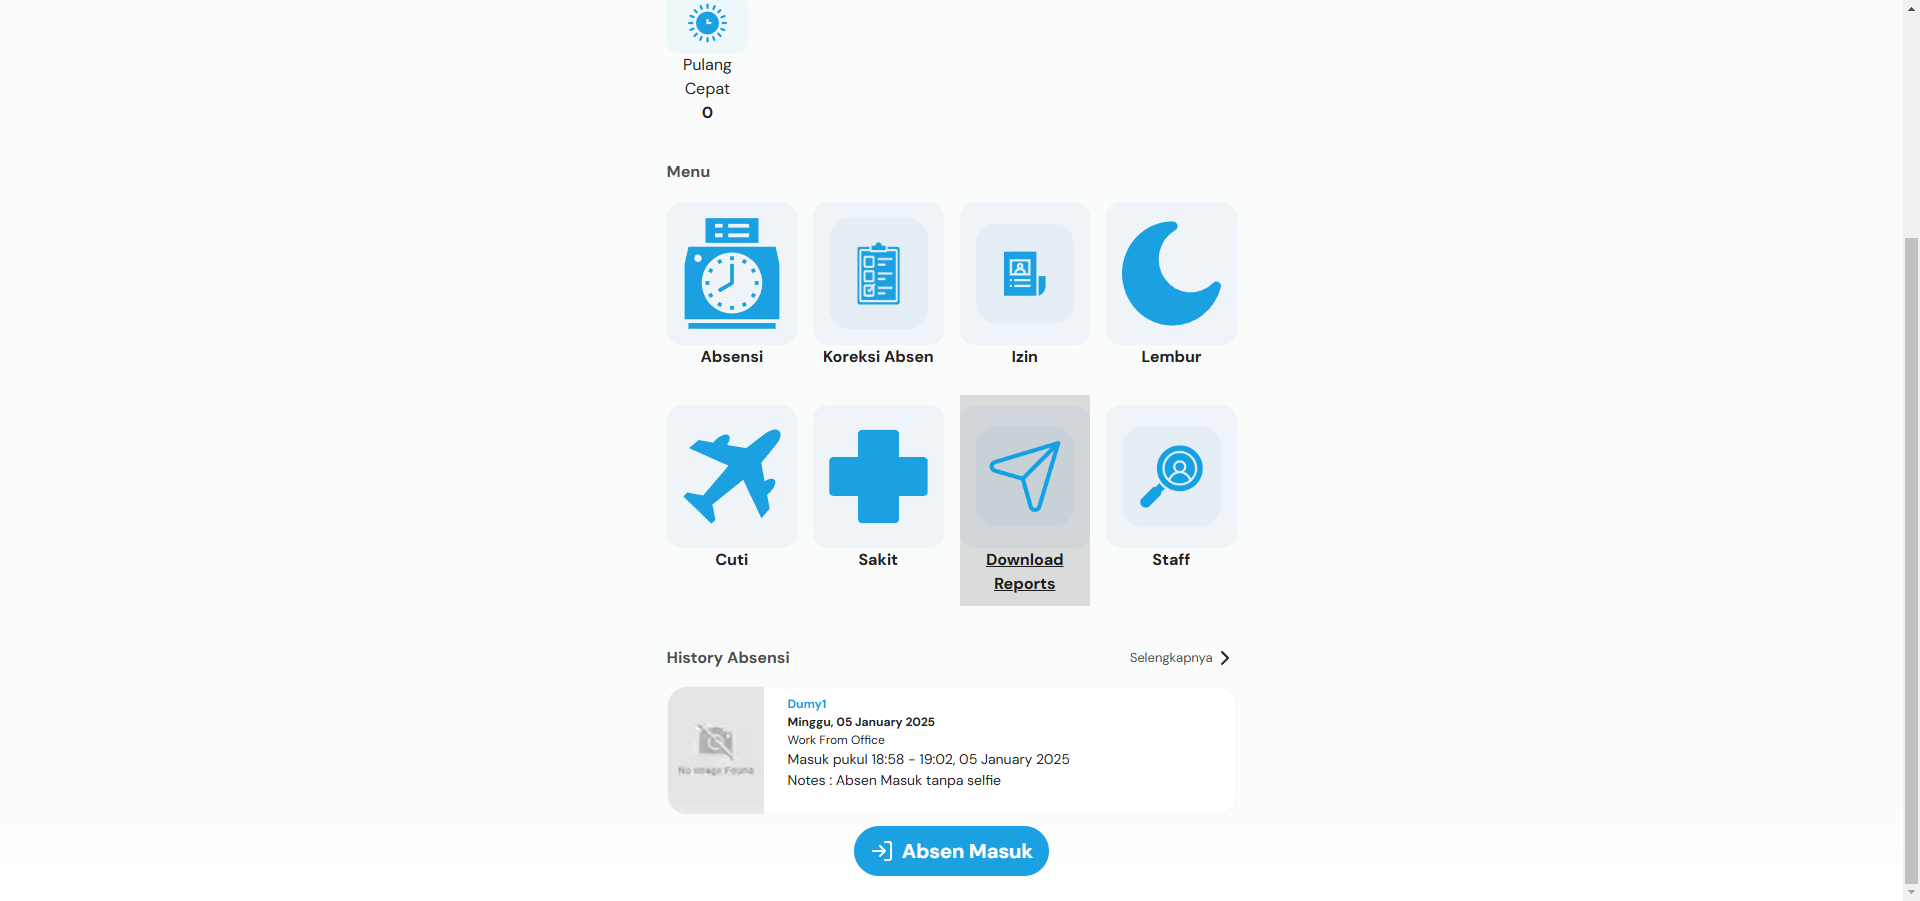 Pulang
Cepat
0
Menu
Absensi
Koreksi Absen
Izin
Lembur
Cuti
Sakit
Download
Reports
Staff
History Absensi
Selengkapnya
Dumy1
Minggu, 05 January 2025
Work From Office
Masuk pukul 18:58 - 19:02, 05 January 2025
Notes : Absen Masuk tanpa selfie
No Image Found
Absen Masuk